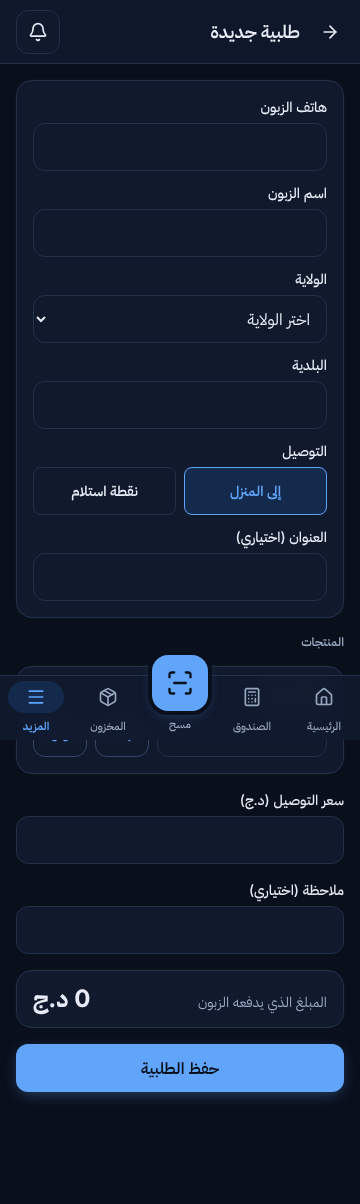 طلبية جديدة
هاتف الزبون
اسم الزبون
الولاية
اختر الولاية
البلدية
التوصيل
إلى المنزل
نقطة استلام
العنوان (اختياري)
المنتجات
الرئيسية
الصندوق
مسح
المخزون
المزيد
سعر التوصيل (د.ج)
ملاحظة (اختياري)
المبلغ الذي يدفعه الزبون
0 د.ج
حفظ الطلبية